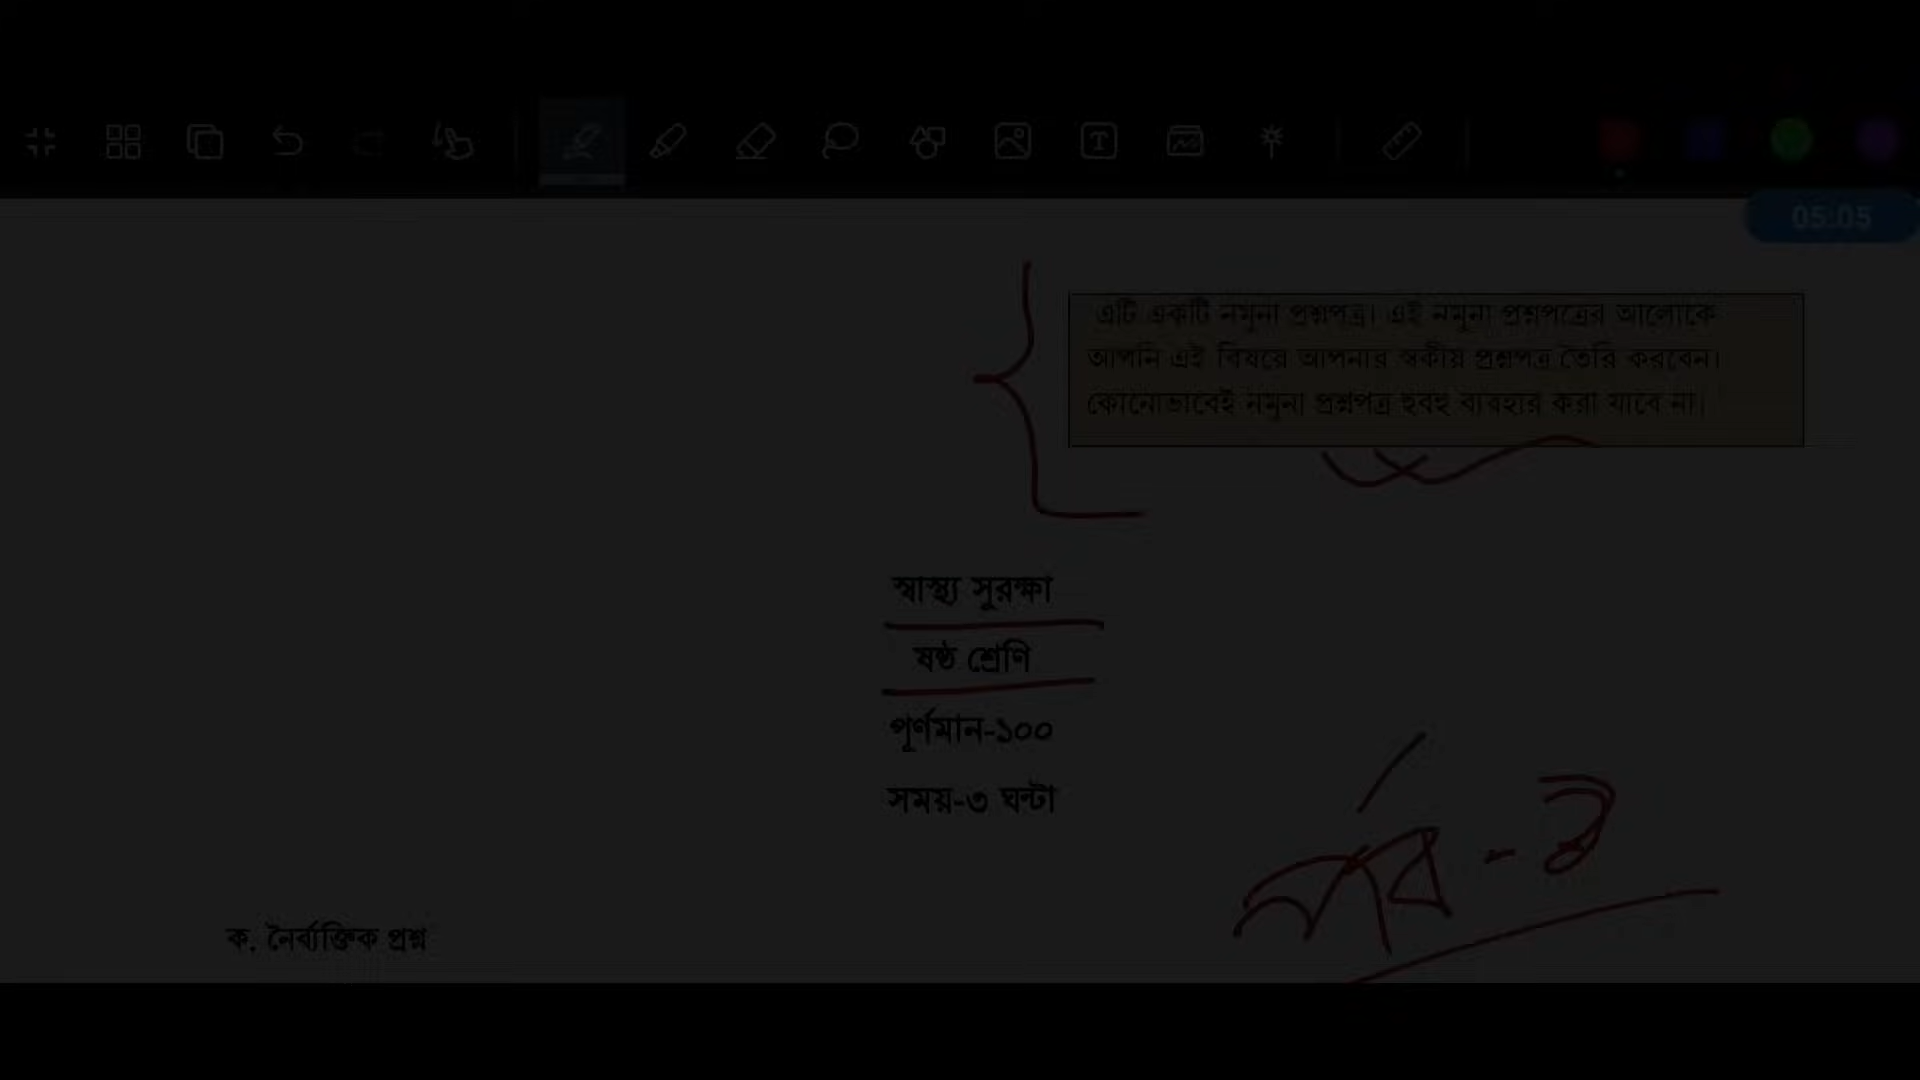 05:05
এটি একটি নমুনা প্রশ্নপত্র। এই নমুনা প্রশ্নপত্রের আলোকে
আপনি এই বিষয়ে আপনার স্বকীয় প্রশ্নপত্র তৈরি করবেন।
কোনোভাবেই নমুনা প্রশ্নপত্র হুবহু ব্যবহার করা যাবে না।
স্বাস্থ্য সুরক্ষা
ষষ্ঠ শ্রেণি
পূর্ণমান-১০০
সময়-৩ ঘন্টা
পর্ব -
ক. নৈর্ব্যক্তিক প্রশ্ন